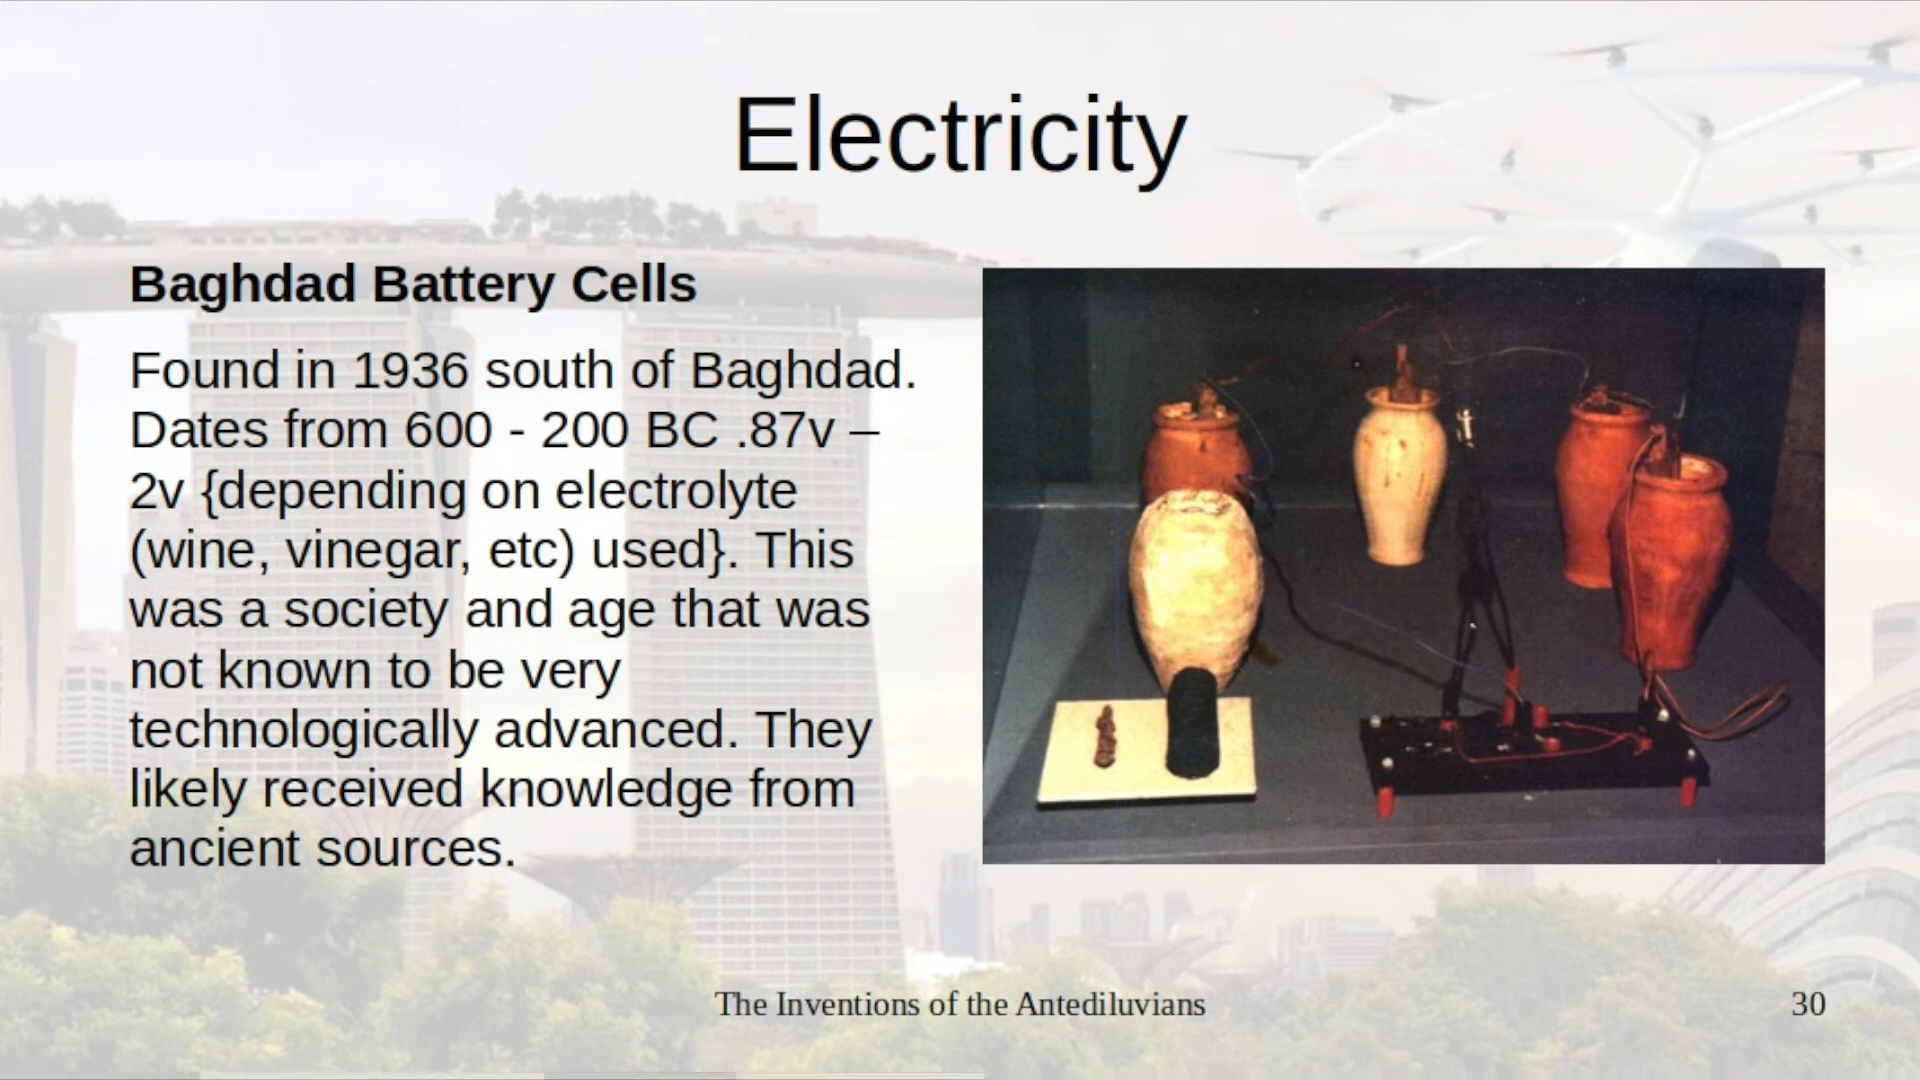 Electricity
Baghdad Battery Cells
Found in 1936 south of Baghdad.
Dates from 600 - 200 BC .87v –
2v {depending on electrolyte
(wine, vinegar, etc) used}. This
was a society and age that was
not known to be very
technologically advanced. They
likely received knowledge from
ancient sources.
The Inventions of the Antediluvians
30